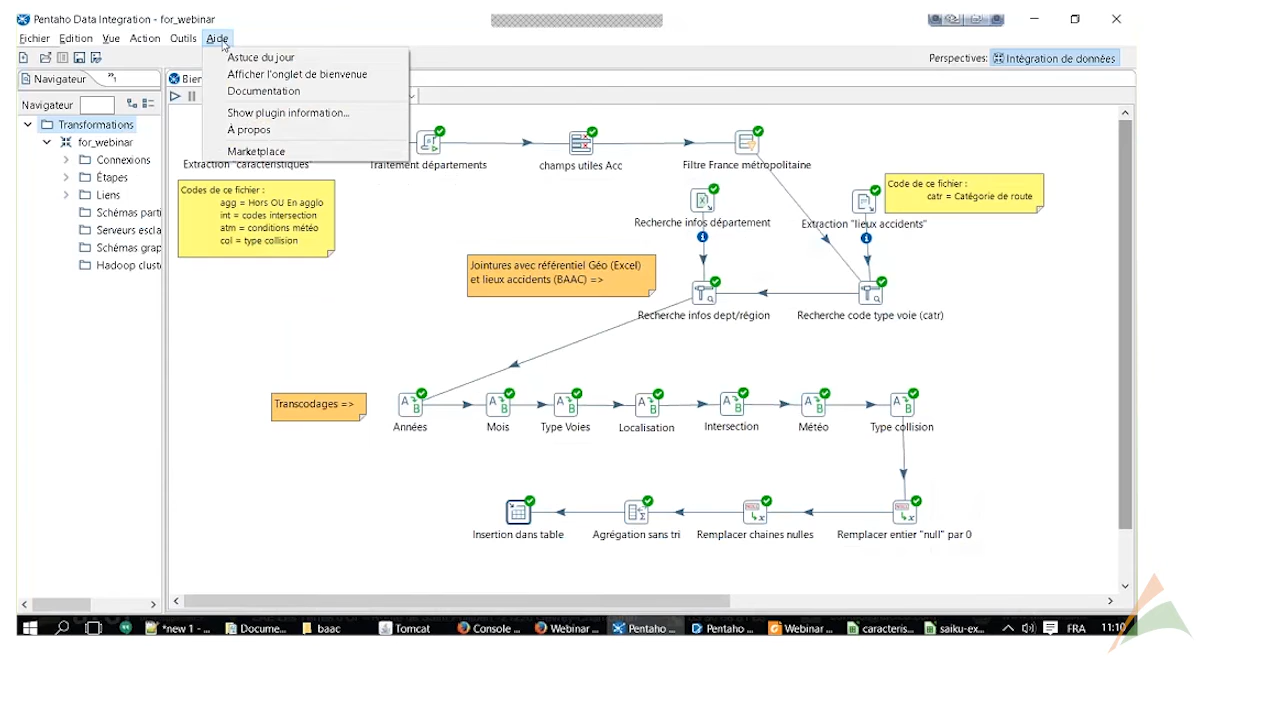 Pentaho Data Integration - for_webinar
Fichier Edition Vue Action Outils Aide
Perspectives: Intégration de données
Astuce du jour
Afficher l'onglet de bienvenue
Documentation
Show plugin information...
À propos
Marketplace
Navigateur
"1
Bien
Navigateur
Transformations
for_webinar
Connexions
Étapes
Liens
Schémas parti
Serveurs escla
Schémas grap
Hadoop cluste
Extraction "caractéristiques"
Traitement départements
champs utiles Acc
Filtre France métropolitaine
Codes de ce fichier :
agg = Hors OU En agglo
int = codes intersection
atm = conditions météo
col = type collision
Code de ce fichier :
catr = Catégorie de route
Recherche infos département
Extraction "lieux accidents"
Jointures avec référentiel Géo (Excel)
et lieux accidents (BAAC) =>
Recherche infos dept/région
Recherche code type voie (catr)
Transcodages =>
Années
Mois
Type Voies
Localisation
Intersection
Météo
Type collision
Insertion dans table
Agrégation sans tri
Remplacer chaines nulles
Remplacer entier "null" par 0
*new 1 - ...
Docume...
baac
Tomcat
Console ...
Webinar ...
Pentaho ...
Pentaho ...
Webinar ...
caracteris...
saiku-ex...
FRA
11:10